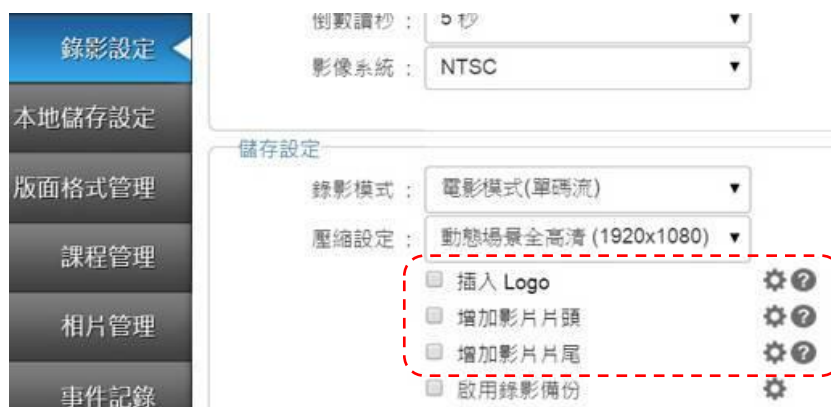 錄影設定
本地儲存設定
版面格式管理
課程管理
相片管理
事件記錄
倒數讀秒 : 5 秒
影像系統 : NTSC
儲存設定
錄影模式 : 電影模式(單碼流)
壓縮設定 : 動態場景全高清 (1920x1080)
插入 Logo
增加影片片頭
增加影片片尾
啟用錄影備份